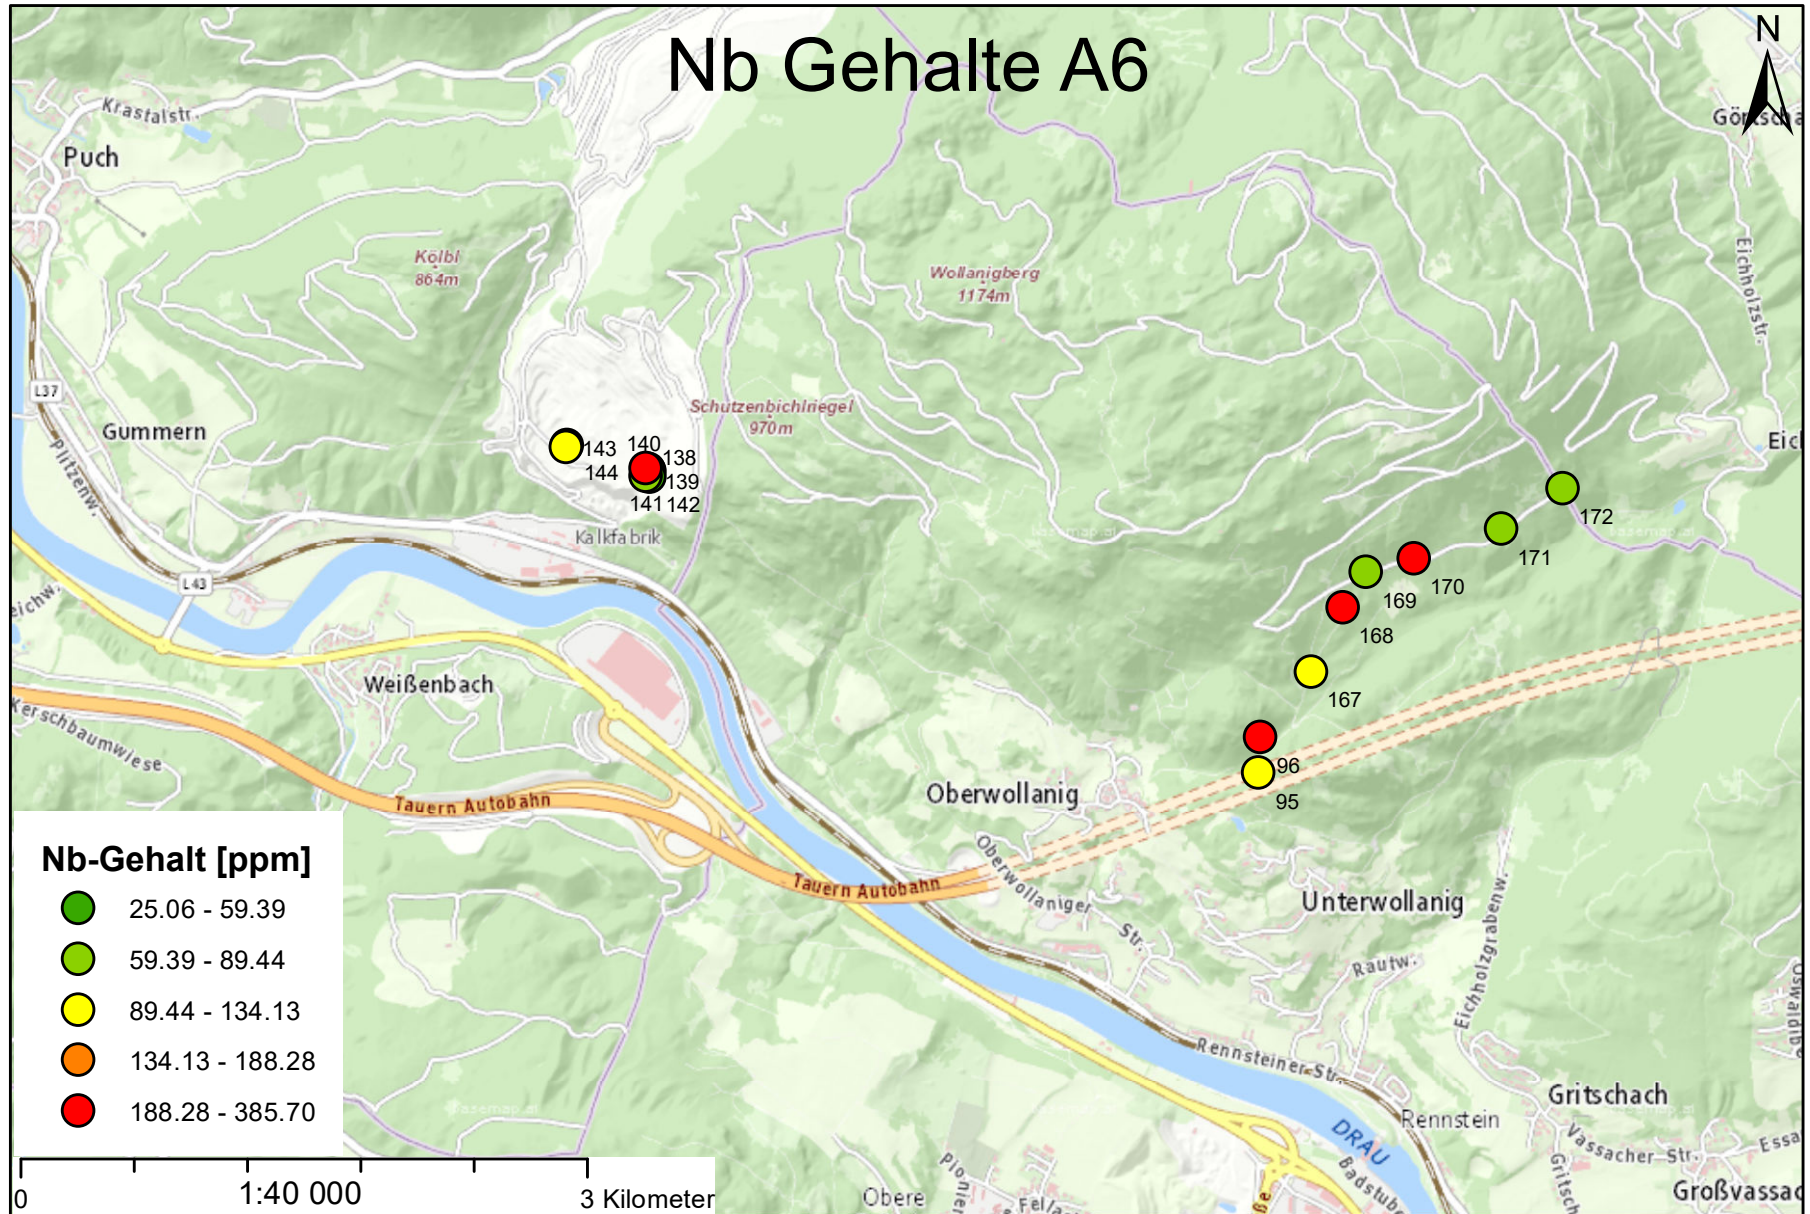 Nb Gehalte A6
N
Krastalstr.
Puch
Kölbl
864m
Wollanigberg
1174m
Eichholzstr.
L37
Gummern
Plitzenw.
Schutzenbichlriegel
970m
143
144
140
138
139
141
142
Kalkfabrik
172
171
170
169
168
167
96
95
L43
Weißenbach
Kerschbaumwiese
Tauern Autobahn
Oberwollanig
Oberwollaniger
Str.
Tauern Autobahn
Unterwollanig
Rautw.
Eichholzgrabenw.
Rennsteiner Str.
Gritschach
Rennstein
DRAU
Vassacher Str.
Obere
basemap.at
Nb-Gehalt [ppm]
25.06 - 59.39
59.39 - 89.44
89.44 - 134.13
134.13 - 188.28
188.28 - 385.70
0
1:40 000
3 Kilometer